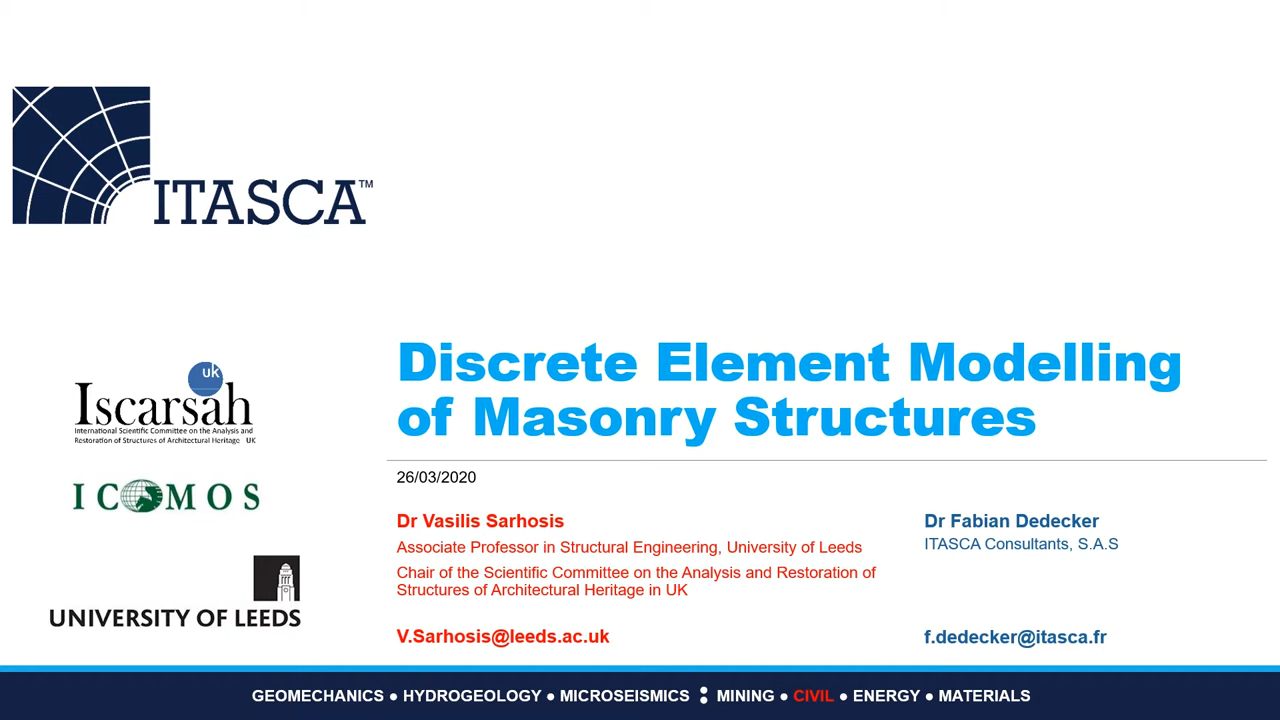 ITASCA™
uk
Iscarsah
International Scientific Committee on the Analysis and
Restoration of Structures of Architectural Heritage UK
ICOMOS
UNIVERSITY OF LEEDS
Discrete Element Modelling
of Masonry Structures
26/03/2020
Dr Vasilis Sarhosis
Associate Professor in Structural Engineering, University of Leeds
Chair of the Scientific Committee on the Analysis and Restoration of
Structures of Architectural Heritage in UK
V.Sarhosis@leeds.ac.uk
Dr Fabian Dedecker
ITASCA Consultants, S.A.S
f.dedecker@itasca.fr
GEOMECHANICS ● HYDROGEOLOGY ● MICROSEISMICS : MINING ● CIVIL ● ENERGY ● MATERIALS